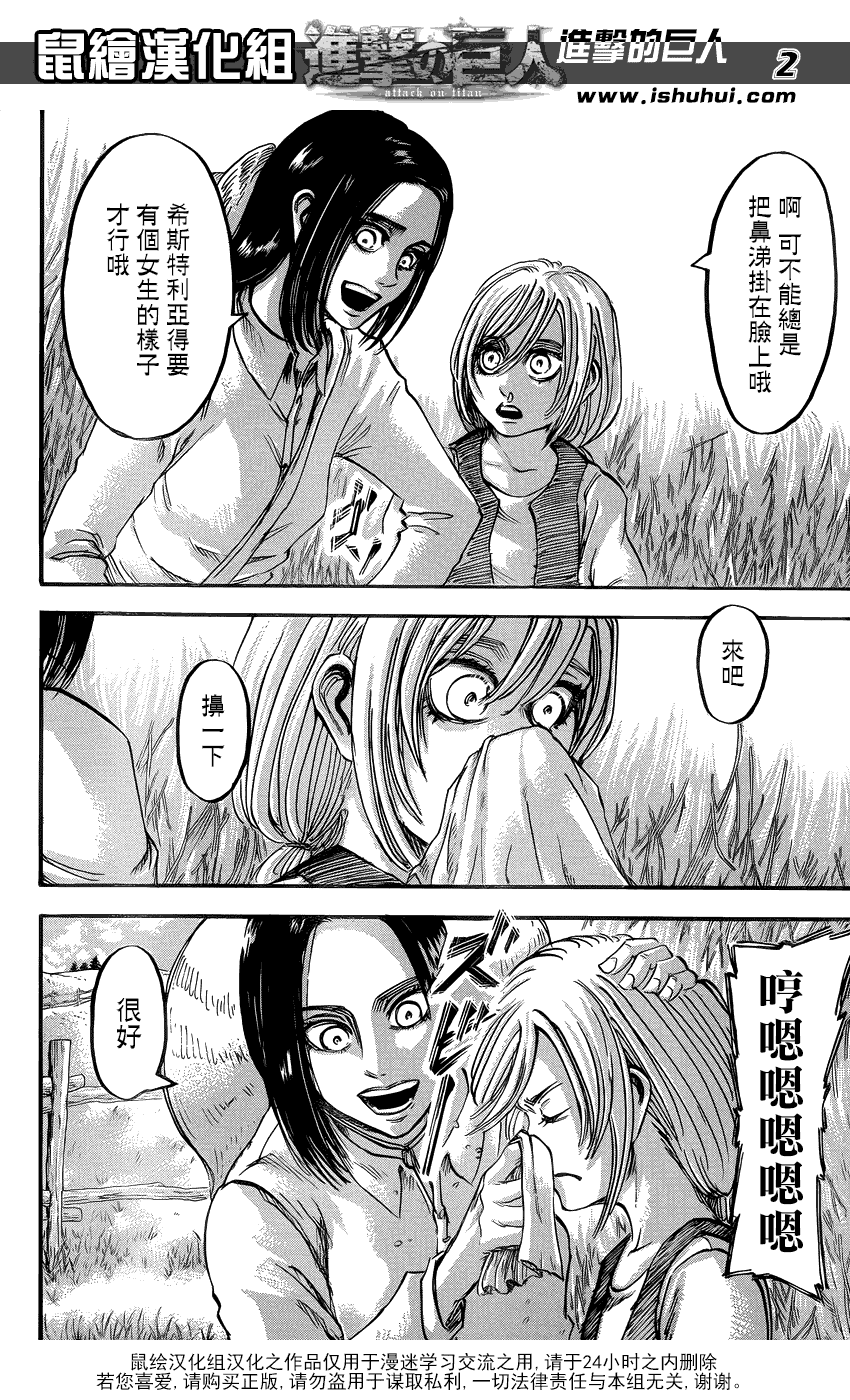 鼠繪漢化組
進撃の巨人
attack on titan
進擊的巨人
2
www.ishuhui.com
啊 可不能總是
把鼻涕掛在臉上哦
希斯特利亞得要
有個女生的樣子
才行哦
來吧
擤一下
哼嗯嗯嗯嗯嗯
很好
鼠绘汉化组汉化之作品仅用于漫迷学习交流之用,请于24小时之内删除
若您喜爱,请购买正版,请勿盗用于谋取私利,一切法律责任与本组无关,谢谢。